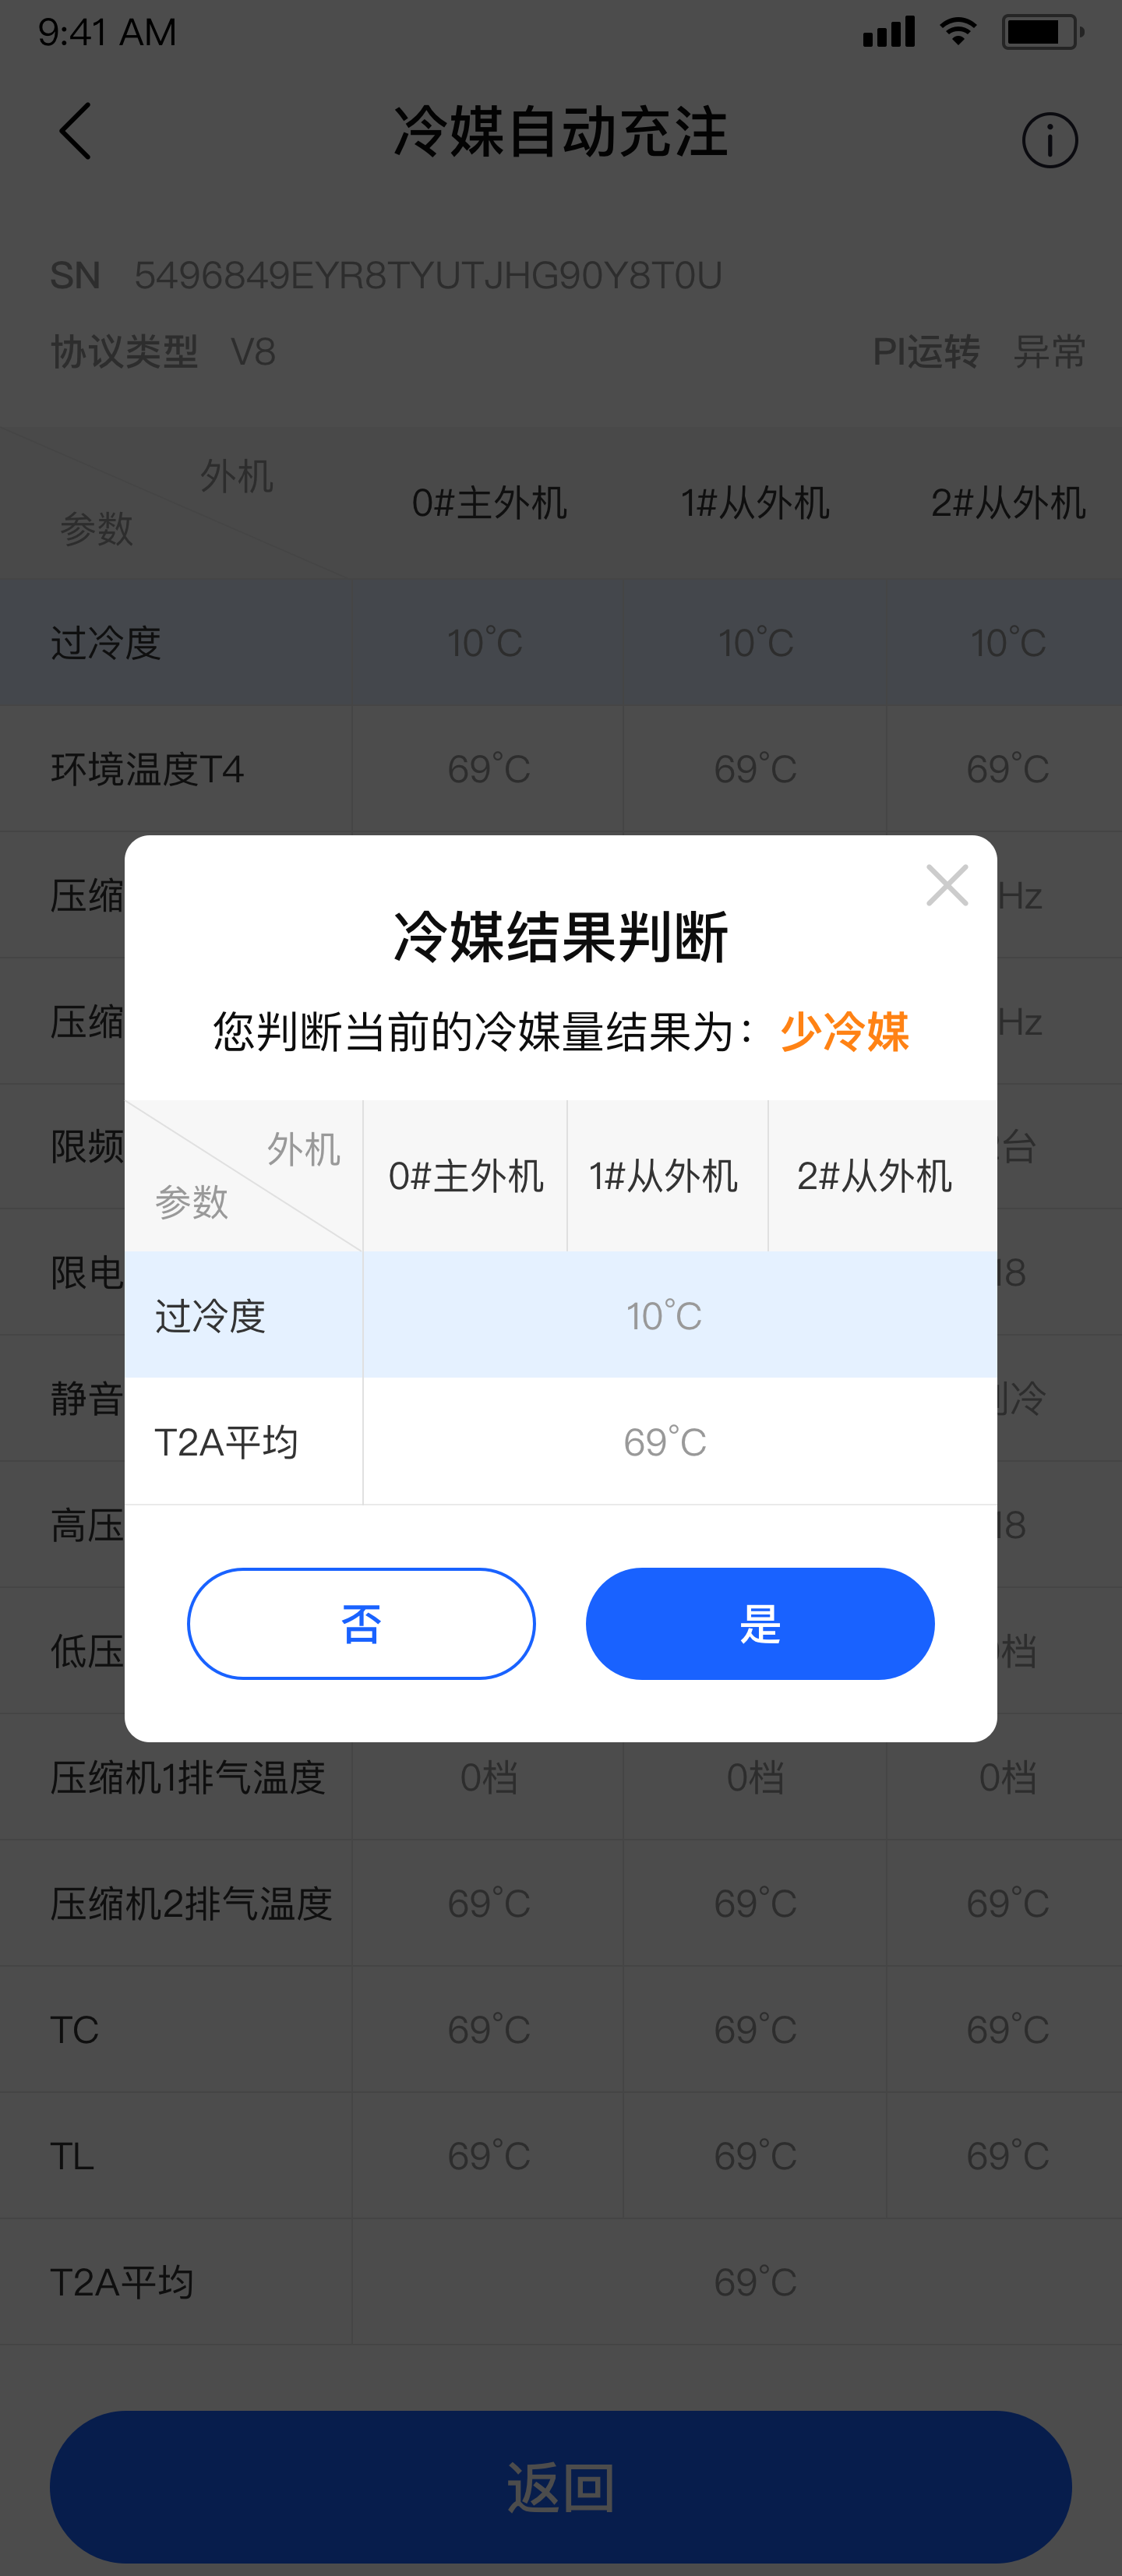 9:41 AM
冷媒自动充注
SN 5496849EYR8TYUTJHG90Y8T0U
协议类型 V8 PI运转 异常
外机
参数
0#主外机 1#从外机 2#从外机
过冷度 10°C 10°C 10°C
环境温度T4 69°C 69°C 69°C
压缩 Hz
压缩 Hz
限频 台
限电 18
静音 冷
高压 18
低压 档
冷媒结果判断
您判断当前的冷媒量结果为：少冷媒
外机
参数
0#主外机 1#从外机 2#从外机
过冷度 10°C
T2A平均 69°C
否 是
压缩机1排气温度 0档 0档 0档
压缩机2排气温度 69°C 69°C 69°C
TC 69°C 69°C 69°C
TL 69°C 69°C 69°C
T2A平均 69°C
返回